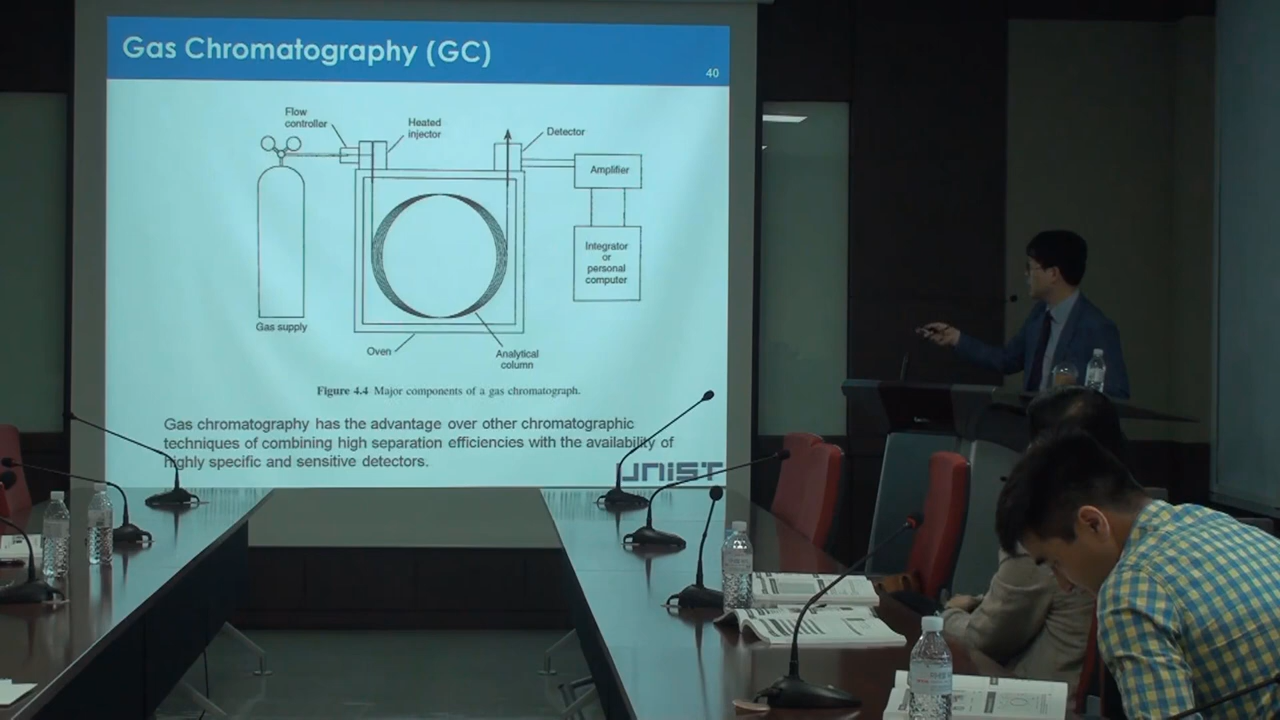 Gas Chromatography (GC)
40
Flow
controller
Heated
injector
Detector
Amplifier
Integrator
or
personal
computer
Gas supply
Oven
Analytical
column
Figure 4.4 Major components of a gas chromatograph.
Gas chromatography has the advantage over other chromatographic
techniques of combining high separation efficiencies with the availability of
highly specific and sensitive detectors.
UNIST